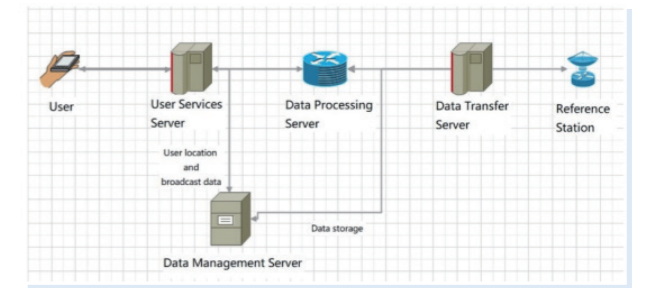 User
User Services
Server
Data Processing
Server
Data Transfer
Server
Reference
Station
User location
and
broadcast data
Data storage
Data Management Server